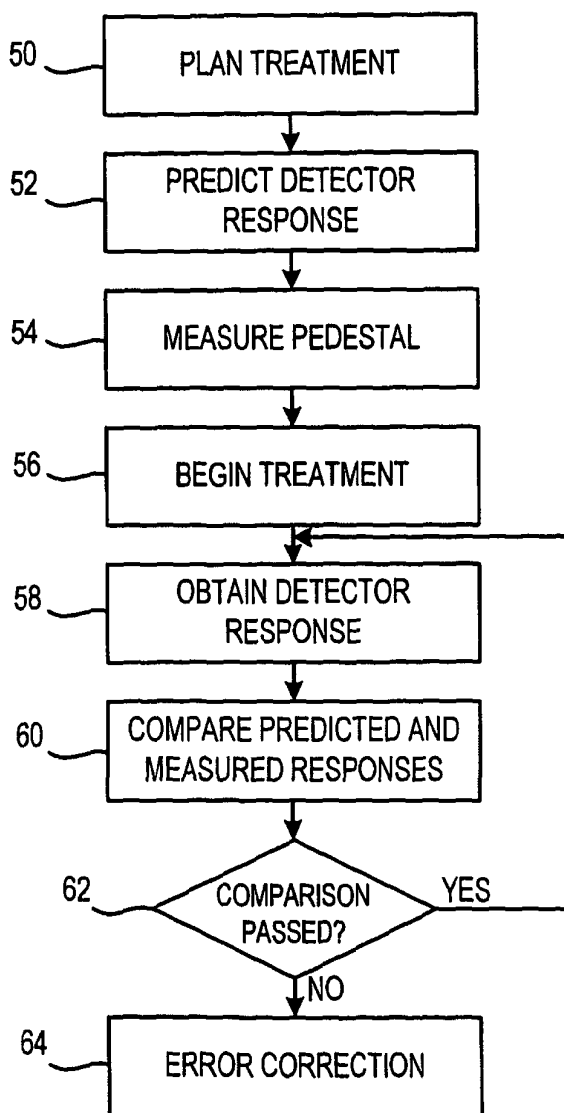 50
PLAN TREATMENT
52
PREDICT DETECTOR
RESPONSE
54
MEASURE PEDESTAL
56
BEGIN TREATMENT
58
OBTAIN DETECTOR
RESPONSE
60
COMPARE PREDICTED AND
MEASURED RESPONSES
62
COMPARISON
PASSED?
YES
NO
64
ERROR CORRECTION